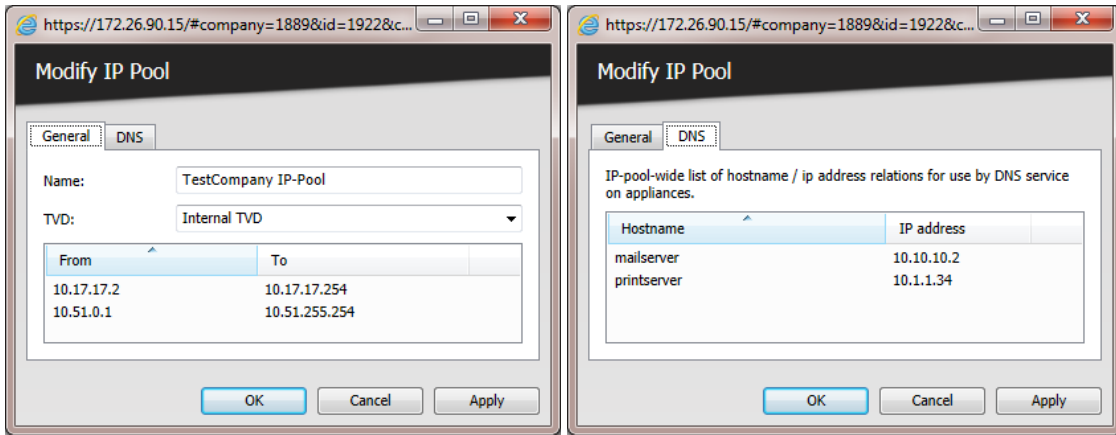 https://172.26.90.15/#company=1889&id=1922&c...
Modify IP Pool
General DNS
Name: TestCompany IP-Pool
TVD: Internal TVD
From To
10.17.17.2 10.17.17.254
10.51.0.1 10.51.255.254
OK Cancel Apply
https://172.26.90.15/#company=1889&id=1922&c...
Modify IP Pool
General DNS
IP-pool-wide list of hostname / ip address relations for use by DNS service
on appliances.
Hostname IP address
mailserver 10.10.10.2
printserver 10.1.1.34
OK Cancel Apply